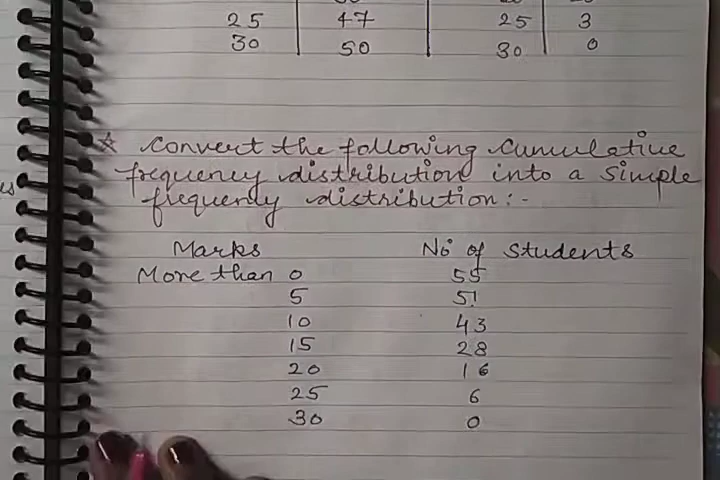 25 47 25 3
30 50 30 0
☆ Convert the following cumulative
frequency distribution into a simple
frequency distribution:-
Marks No of Students
More than 0 55
5 51
10 43
15 28
20 16
25 6
30 0